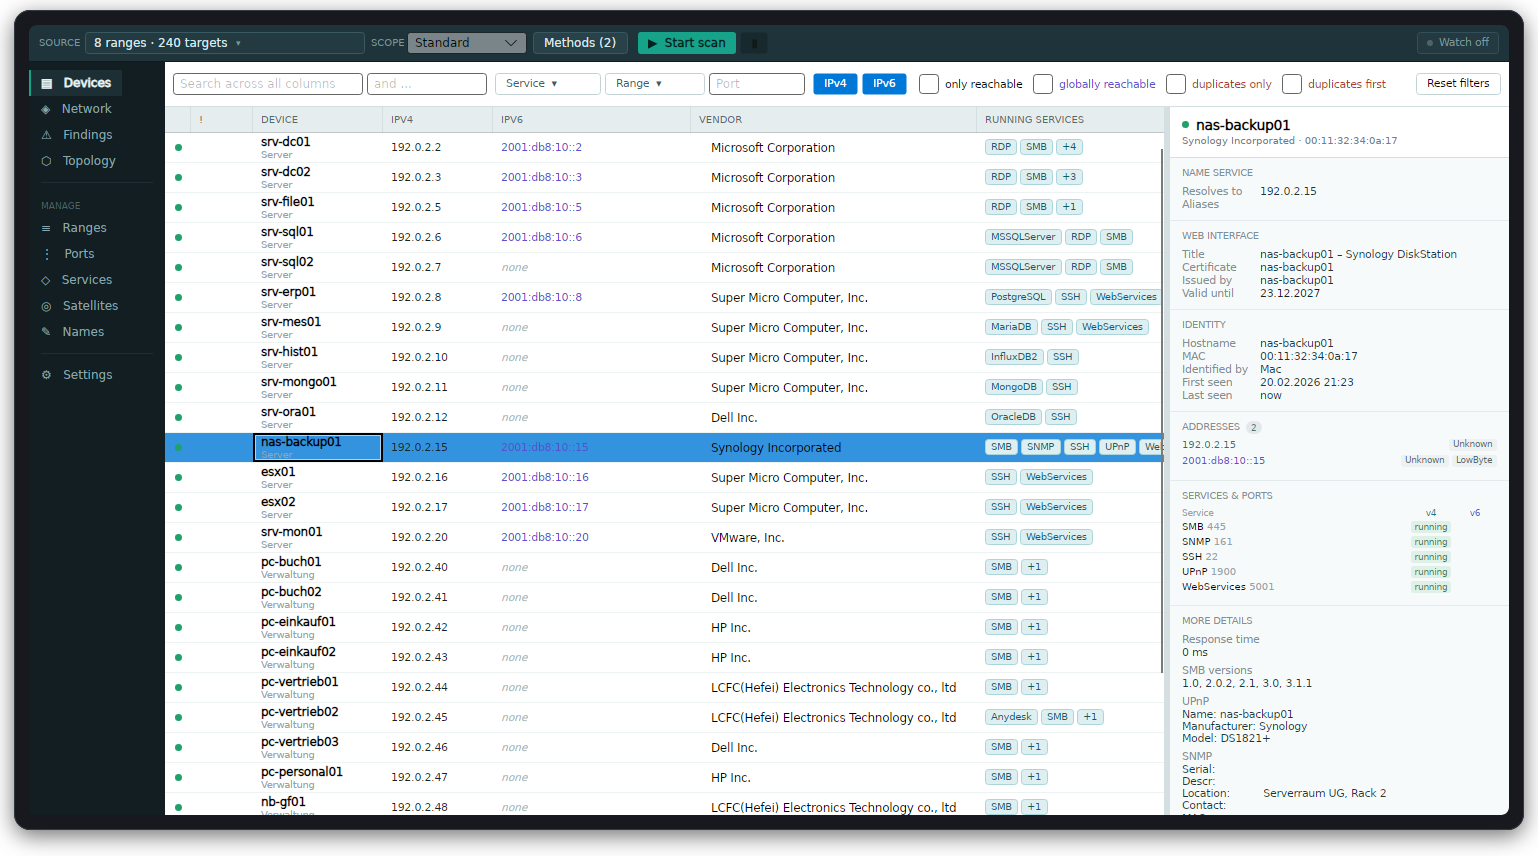 SOURCE 8 ranges · 240 targets ▾ SCOPE Standard Methods (2) ▶ Start scan Watch off
Devices
Network
Findings
Topology
MANAGE
Ranges
Ports
Services
Satellites
Names
Settings
Search across all columns and ... Service ▾ Range ▾ Port IPv4 IPv6 only reachable globally reachable duplicates only duplicates first Reset filters
! DEVICE IPV4 IPV6 VENDOR RUNNING SERVICES
srv-dc01 192.0.2.2 2001:db8:10::2 Microsoft Corporation RDP SMB +4
Server
srv-dc02 192.0.2.3 2001:db8:10::3 Microsoft Corporation RDP SMB +3
Server
srv-file01 192.0.2.5 2001:db8:10::5 Microsoft Corporation RDP SMB +1
Server
srv-sql01 192.0.2.6 2001:db8:10::6 Microsoft Corporation MSSQLServer RDP SMB
Server
srv-sql02 192.0.2.7 none Microsoft Corporation MSSQLServer RDP SMB
Server
srv-erp01 192.0.2.8 2001:db8:10::8 Super Micro Computer, Inc. PostgreSQL SSH WebServices
Server
srv-mes01 192.0.2.9 none Super Micro Computer, Inc. MariaDB SSH WebServices
Server
srv-hist01 192.0.2.10 none Super Micro Computer, Inc. InfluxDB2 SSH
Server
srv-mongo01 192.0.2.11 none Super Micro Computer, Inc. MongoDB SSH
Server
srv-ora01 192.0.2.12 none Dell Inc. OracleDB SSH
Server
nas-backup01 192.0.2.15 2001:db8:10::15 Synology Incorporated SMB SNMP SSH UPnP Web
Server
esx01 192.0.2.16 2001:db8:10::16 Super Micro Computer, Inc. SSH WebServices
Server
esx02 192.0.2.17 2001:db8:10::17 Super Micro Computer, Inc. SSH WebServices
Server
srv-mon01 192.0.2.20 2001:db8:10::20 VMware, Inc. SSH WebServices
Server
pc-buch01 192.0.2.40 none Dell Inc. SMB +1
Verwaltung
pc-buch02 192.0.2.41 none Dell Inc. SMB +1
Verwaltung
pc-einkauf01 192.0.2.42 none HP Inc. SMB +1
Verwaltung
pc-einkauf02 192.0.2.43 none HP Inc. SMB +1
Verwaltung
pc-vertrieb01 192.0.2.44 none LCFC(Hefei) Electronics Technology co., ltd SMB +1
Verwaltung
pc-vertrieb02 192.0.2.45 none LCFC(Hefei) Electronics Technology co., ltd Anydesk SMB +1
Verwaltung
pc-vertrieb03 192.0.2.46 none Dell Inc. SMB +1
Verwaltung
pc-personal01 192.0.2.47 none HP Inc. SMB +1
Verwaltung
nb-gf01 192.0.2.48 none LCFC(Hefei) Electronics Technology co., ltd SMB +1
nas-backup01
Synology Incorporated · 00:11:32:34:0a:17
NAME SERVICE
Resolves to 192.0.2.15
Aliases
WEB INTERFACE
Title nas-backup01 – Synology DiskStation
Certificate nas-backup01
Issued by nas-backup01
Valid until 23.12.2027
IDENTITY
Hostname nas-backup01
MAC 00:11:32:34:0a:17
Identified by Mac
First seen 20.02.2026 21:23
Last seen now
ADDRESSES 2
192.0.2.15 Unknown
2001:db8:10::15 Unknown LowByte
SERVICES & PORTS
Service v4 v6
SMB 445 running
SNMP 161 running
SSH 22 running
UPnP 1900 running
WebServices 5001 running
MORE DETAILS
Response time
0 ms
SMB versions
1.0, 2.0.2, 2.1, 3.0, 3.1.1
UPnP
Name: nas-backup01
Manufacturer: Synology
Model: DS1821+
SNMP
Serial:
Descr:
Location: Serverraum UG, Rack 2
Contact: